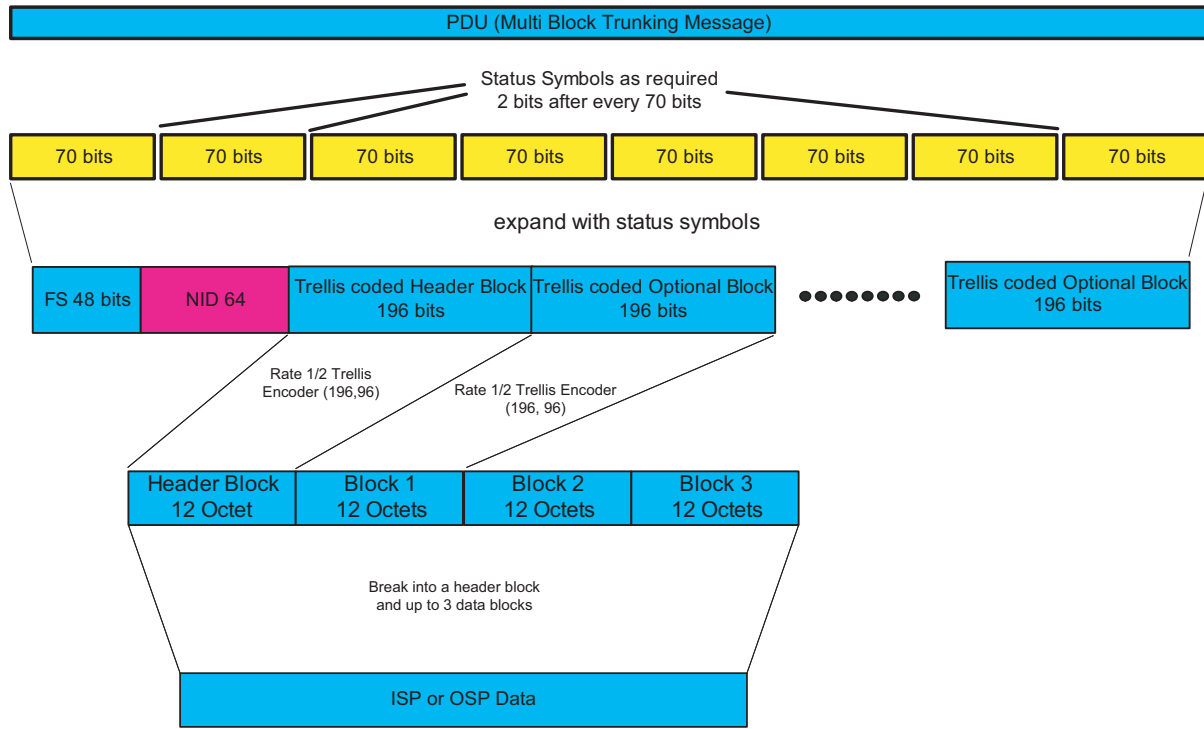 PDU (Multi Block Trunking Message)
Status Symbols as required
2 bits after every 70 bits
70 bits
70 bits
70 bits
70 bits
70 bits
70 bits
70 bits
70 bits
expand with status symbols
FS 48 bits
NID 64
Trellis coded Header Block
196 bits
Trellis coded Optional Block
196 bits
Trellis coded Optional Block
196 bits
Rate 1/2 Trellis
Encoder (196,96)
Rate 1/2 Trellis Encoder
(196, 96)
Header Block
12 Octet
Block 1
12 Octets
Block 2
12 Octets
Block 3
12 Octets
Break into a header block
and up to 3 data blocks
ISP or OSP Data